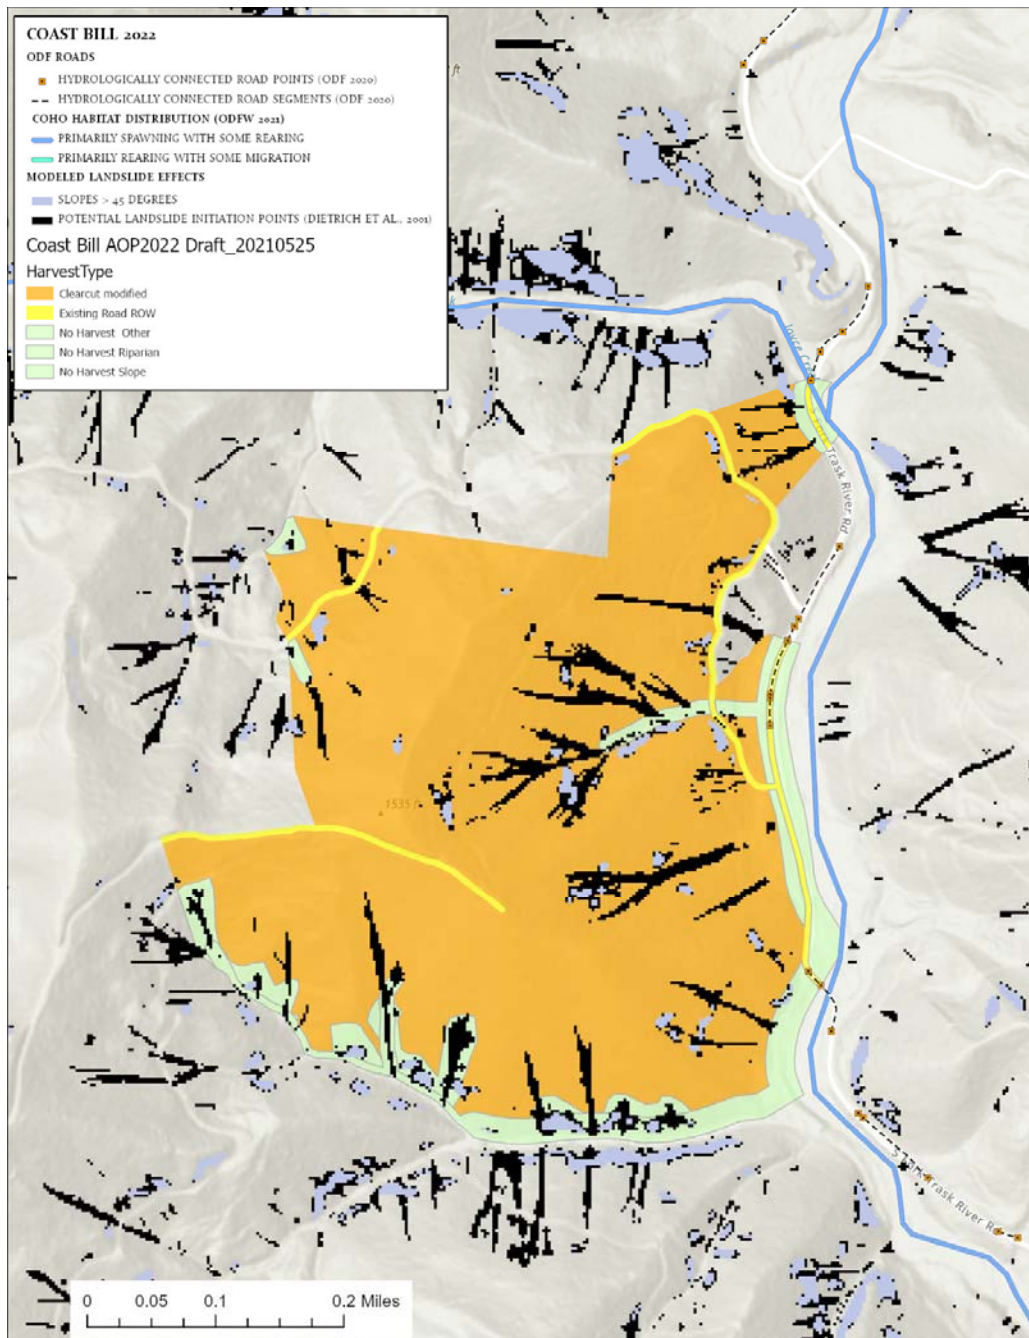 COAST BILL 2022
ODF ROADS
HYDROLOGICALLY CONNECTED ROAD POINTS (ODF 2020)
HYDROLOGICALLY CONNECTED ROAD SEGMENTS (ODF 2020)
COHO HABITAT DISTRIBUTION (ODFW 2021)
PRIMARILY SPAWNING WITH SOME REARING
PRIMARILY REARING WITH SOME MIGRATION
MODELED LANDSLIDE EFFECTS
SLOPES > 45 DEGREES
POTENTIAL LANDSLIDE INITIATION POINTS (DIETRICH ET AL., 2001)
Coast Bill AOP2022 Draft_20210525
HarvestType
Clearcut modified
Existing Road ROW
No Harvest Other
No Harvest Riparian
No Harvest Slope
ft
k
Joyce Cree
Trask River Rd
1535 f
Trask River R
0 0.05 0.1 0.2 Miles